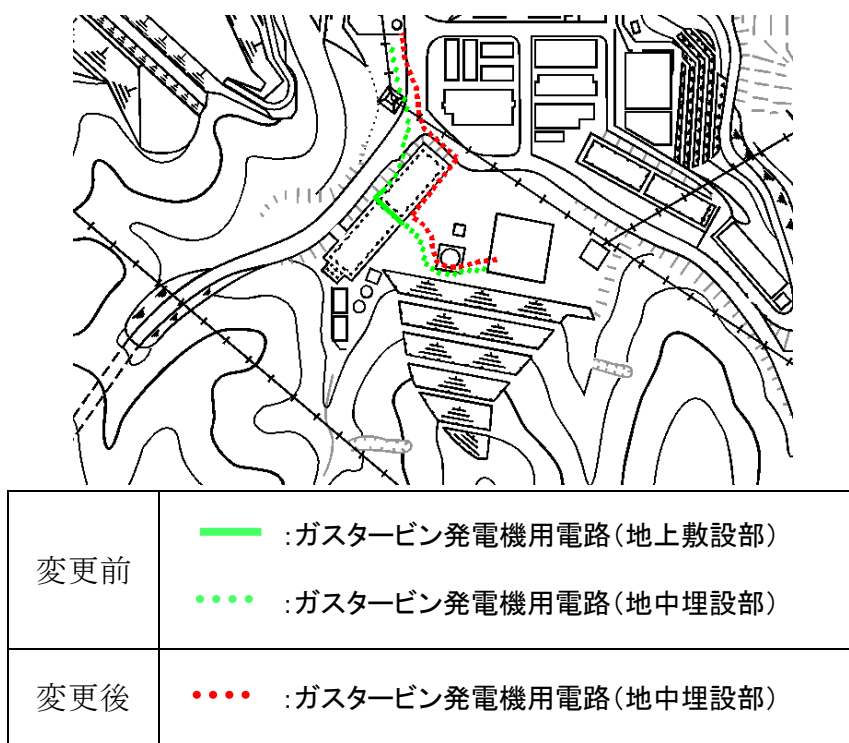 変更前
:ガスタービン発電機用電路(地上敷設部)
:ガスタービン発電機用電路(地中埋設部)
変更後
:ガスタービン発電機用電路(地中埋設部)